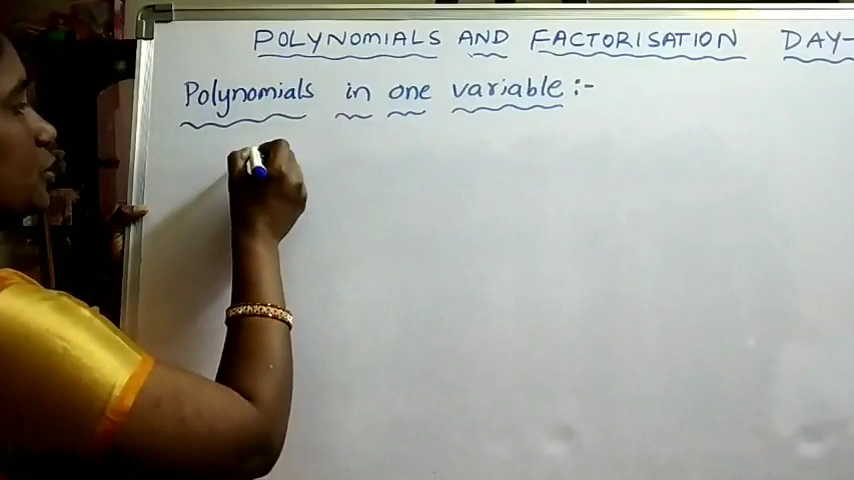 POLYNOMIALS AND FACTORISATION DAY-
Polynomials in one variable :-